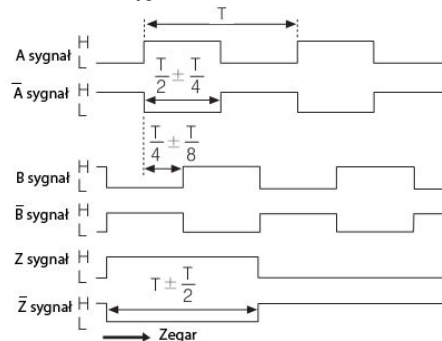 T
A sygnał H
L
T/2 ± T/4
A̅ sygnał H
L
T/4 ± T/8
B sygnał H
L
B̅ sygnał H
L
Z sygnał H
L
T ± T/2
Z̅ sygnał H
L
Zegar